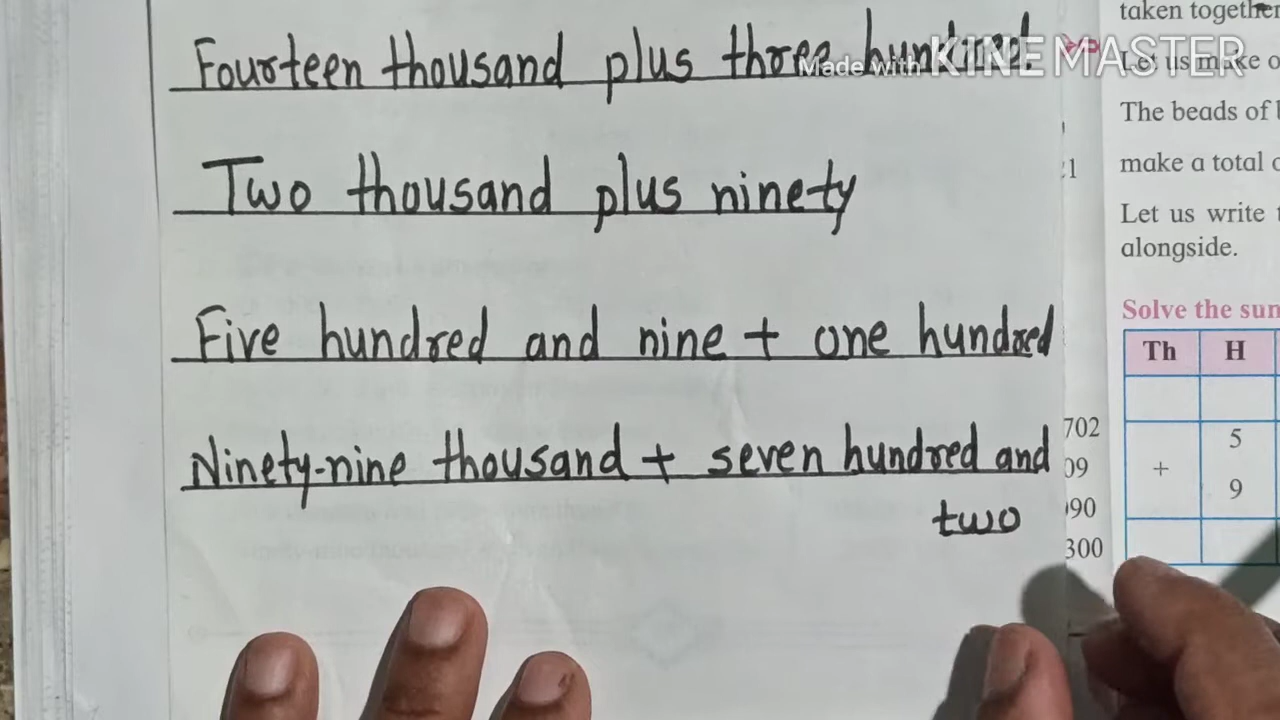 Fourteen thousand plus three hundred.
Made with KINEMASTER
Two thousand plus ninety
Five hundred and nine + one hundred
Ninety-nine thousand + seven hundred and
two
702
09
90
300
taken together
Let us make o
The beads of
make a total
Let us write
alongside.
Solve the sun
Th H
5
+
9